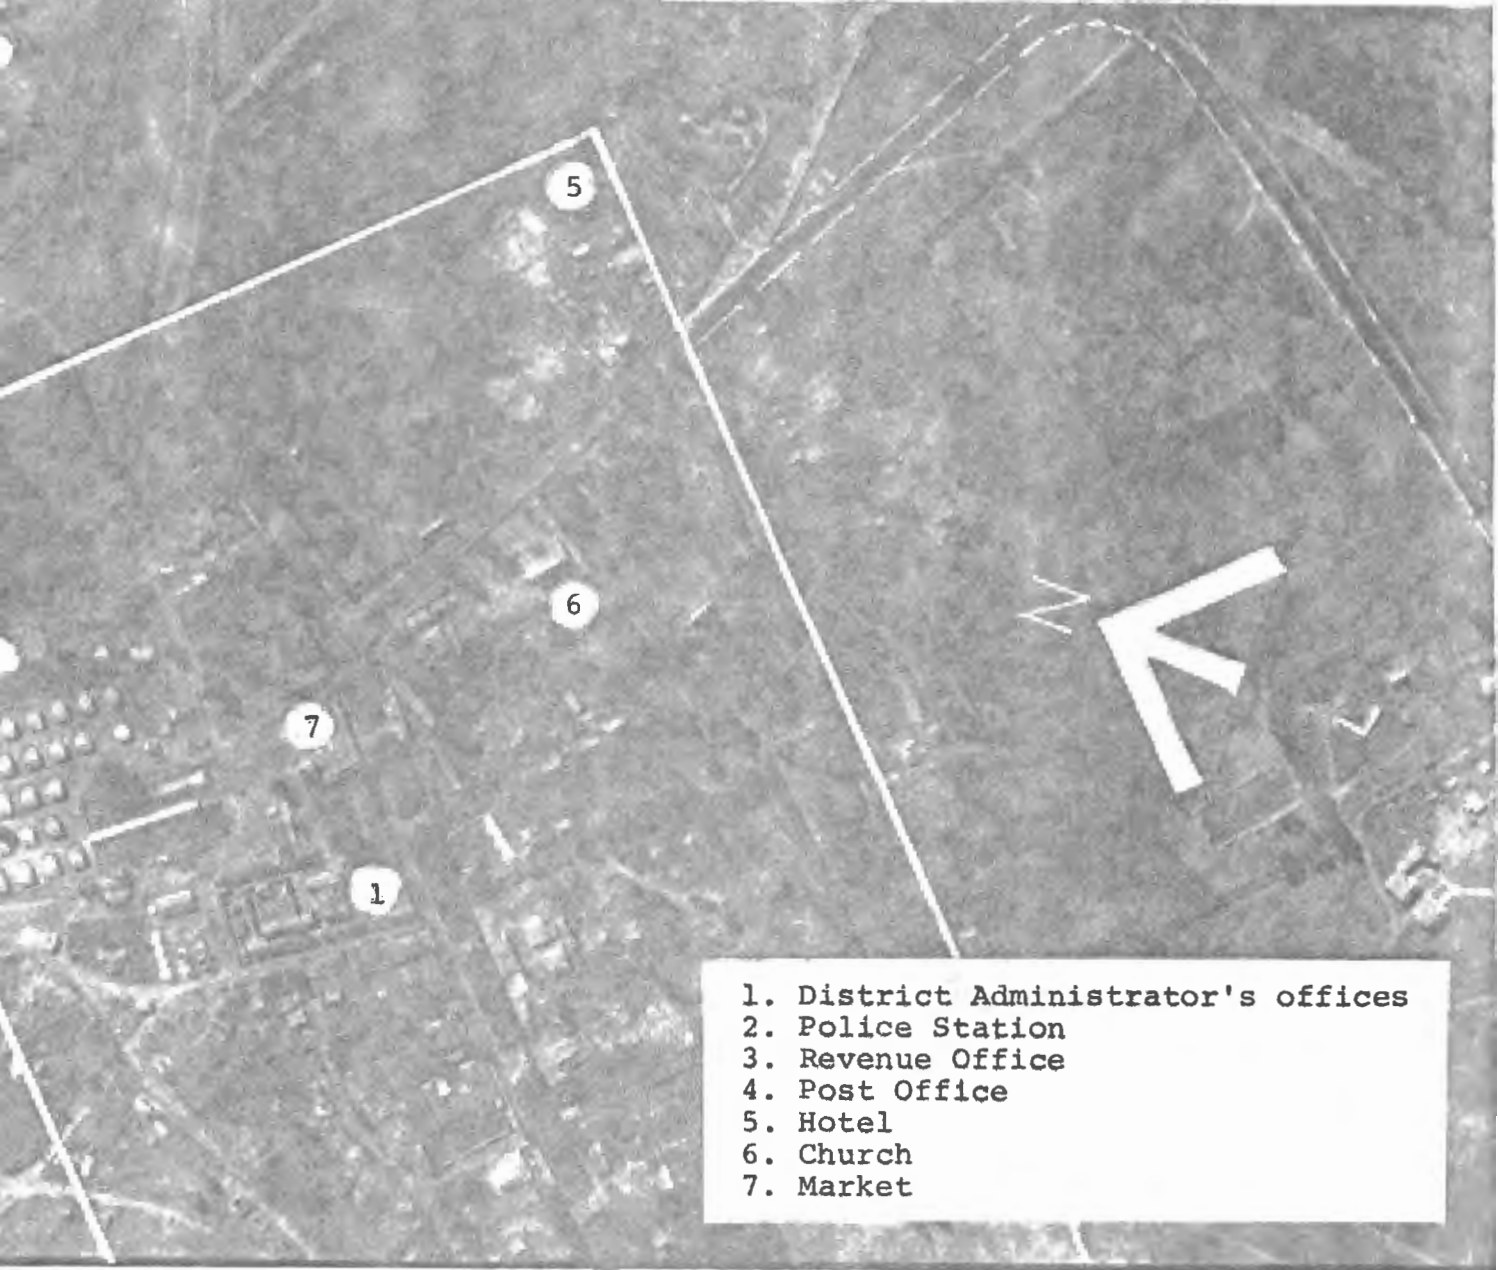 5
6
N
7
1
1. District Administrator's offices
2. Police Station
3. Revenue Office
4. Post Office
5. Hotel
6. Church
7. Market